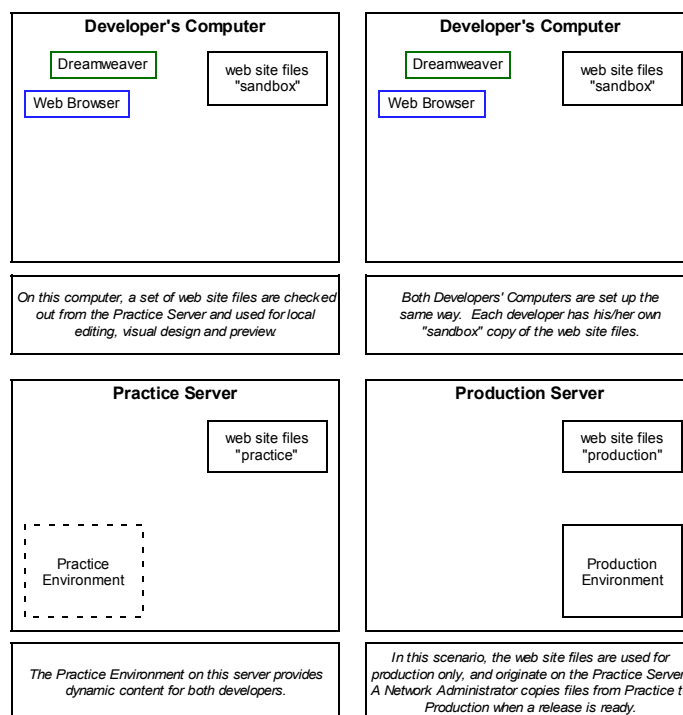 Developer's Computer
Dreamweaver
web site files
"sandbox"
Web Browser
On this computer, a set of web site files are checked
out from the Practice Server and used for local
editing, visual design and preview.
Developer's Computer
Dreamweaver
web site files
"sandbox"
Web Browser
Both Developers' Computers are set up the
same way. Each developer has his/her own
"sandbox" copy of the web site files.
Practice Server
web site files
"practice"
Practice
Environment
The Practice Environment on this server provides
dynamic content for both developers.
Production Server
web site files
"production"
Production
Environment
In this scenario, the web site files are used for
production only, and originate on the Practice Server
A Network Administrator copies files from Practice t
Production when a release is ready.